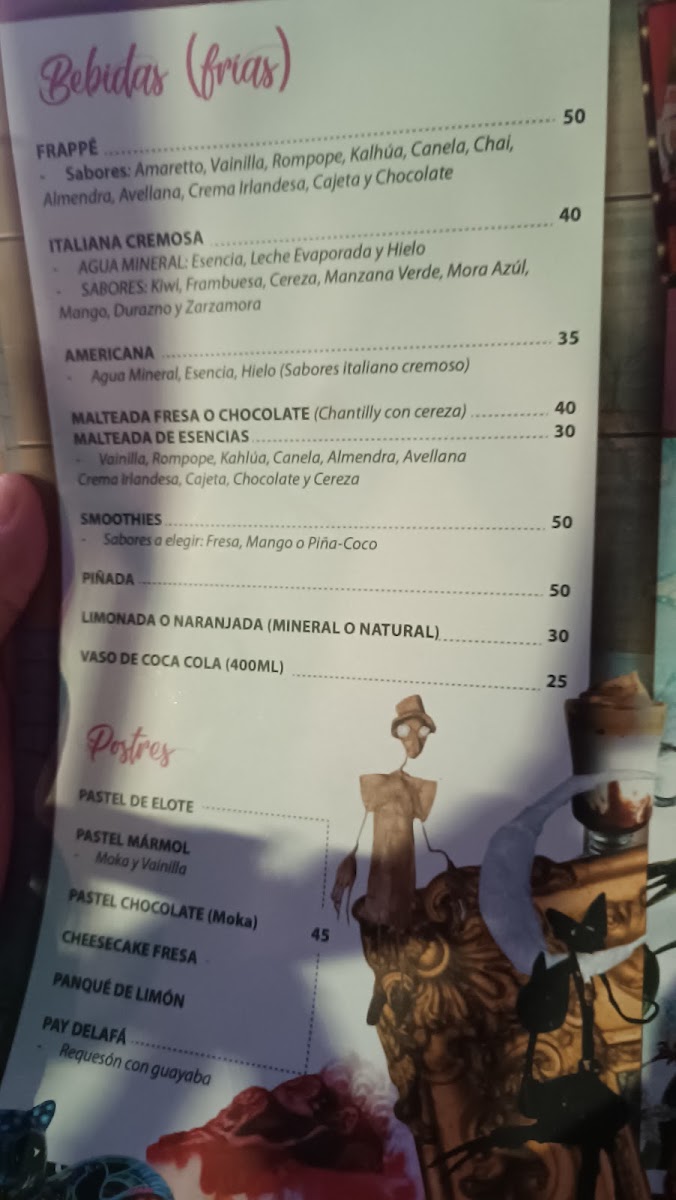 Bebidas (frías)
FRAPPÉ 50
- Sabores: Amaretto, Vainilla, Rompope, Kalhúa, Canela, Chai,
Almendra, Avellana, Crema Irlandesa, Cajeta y Chocolate
ITALIANA CREMOSA 40
- AGUA MINERAL: Esencia, Leche Evaporada y Hielo
- SABORES: Kiwi, Frambuesa, Cereza, Manzana Verde, Mora Azúl,
Mango, Durazno y Zarzamora
AMERICANA 35
- Agua Mineral, Esencia, Hielo (Sabores italiano cremoso)
MALTEADA FRESA O CHOCOLATE (Chantilly con cereza) 40
MALTEADA DE ESENCIAS 30
- Vainilla, Rompope, Kahlúa, Canela, Almendra, Avellana
Crema Irlandesa, Cajeta, Chocolate y Cereza
SMOOTHIES 50
- Sabores a elegir: Fresa, Mango o Piña-Coco
PIÑADA 50
LIMONADA O NARANJADA (MINERAL O NATURAL) 30
VASO DE COCA COLA (400ML) 25
Postres
PASTEL DE ELOTE
PASTEL MÁRMOL
- Moka y Vainilla
PASTEL CHOCOLATE (Moka)
45
CHEESECAKE FRESA
PANQUÉ DE LIMÓN
PAY DELAFÁ
- Requesón con guayaba